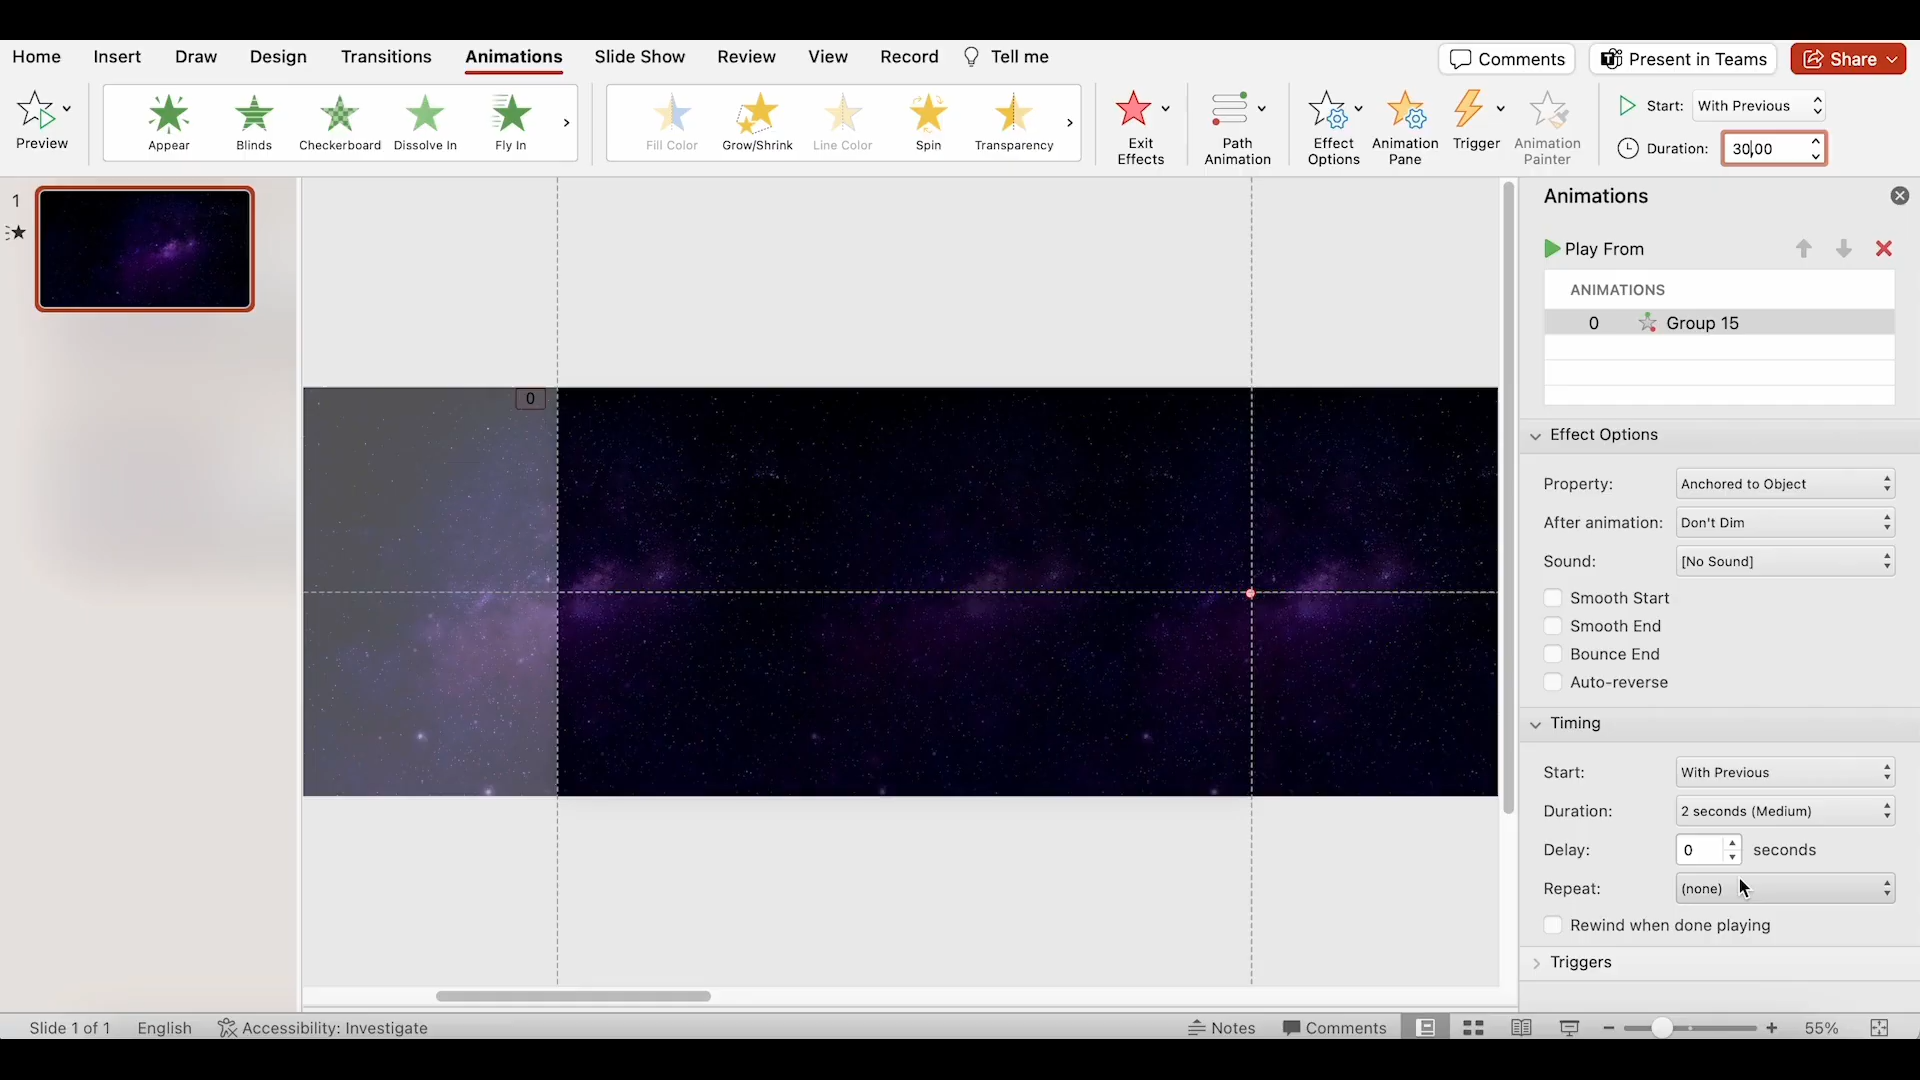 Home Insert Draw Design Transitions Animations Slide Show Review View Record Tell me Comments Present in Teams Share
Preview
Appear Blinds Checkerboard Dissolve In Fly In
Fill Color Grow/Shrink Line Color Spin Transparency
Exit Effects
Path Animation
Effect Options
Animation Pane
Trigger
Animation Painter
Start: With Previous
Duration: 30,00
1
0
Animations
Play From
ANIMATIONS
0 Group 15
Effect Options
Property: Anchored to Object
After animation: Don't Dim
Sound: [No Sound]
Smooth Start
Smooth End
Bounce End
Auto-reverse
Timing
Start: With Previous
Duration: 2 seconds (Medium)
Delay: 0 seconds
Repeat: (none)
Rewind when done playing
Triggers
Slide 1 of 1 English Accessibility: Investigate Notes Comments 55%